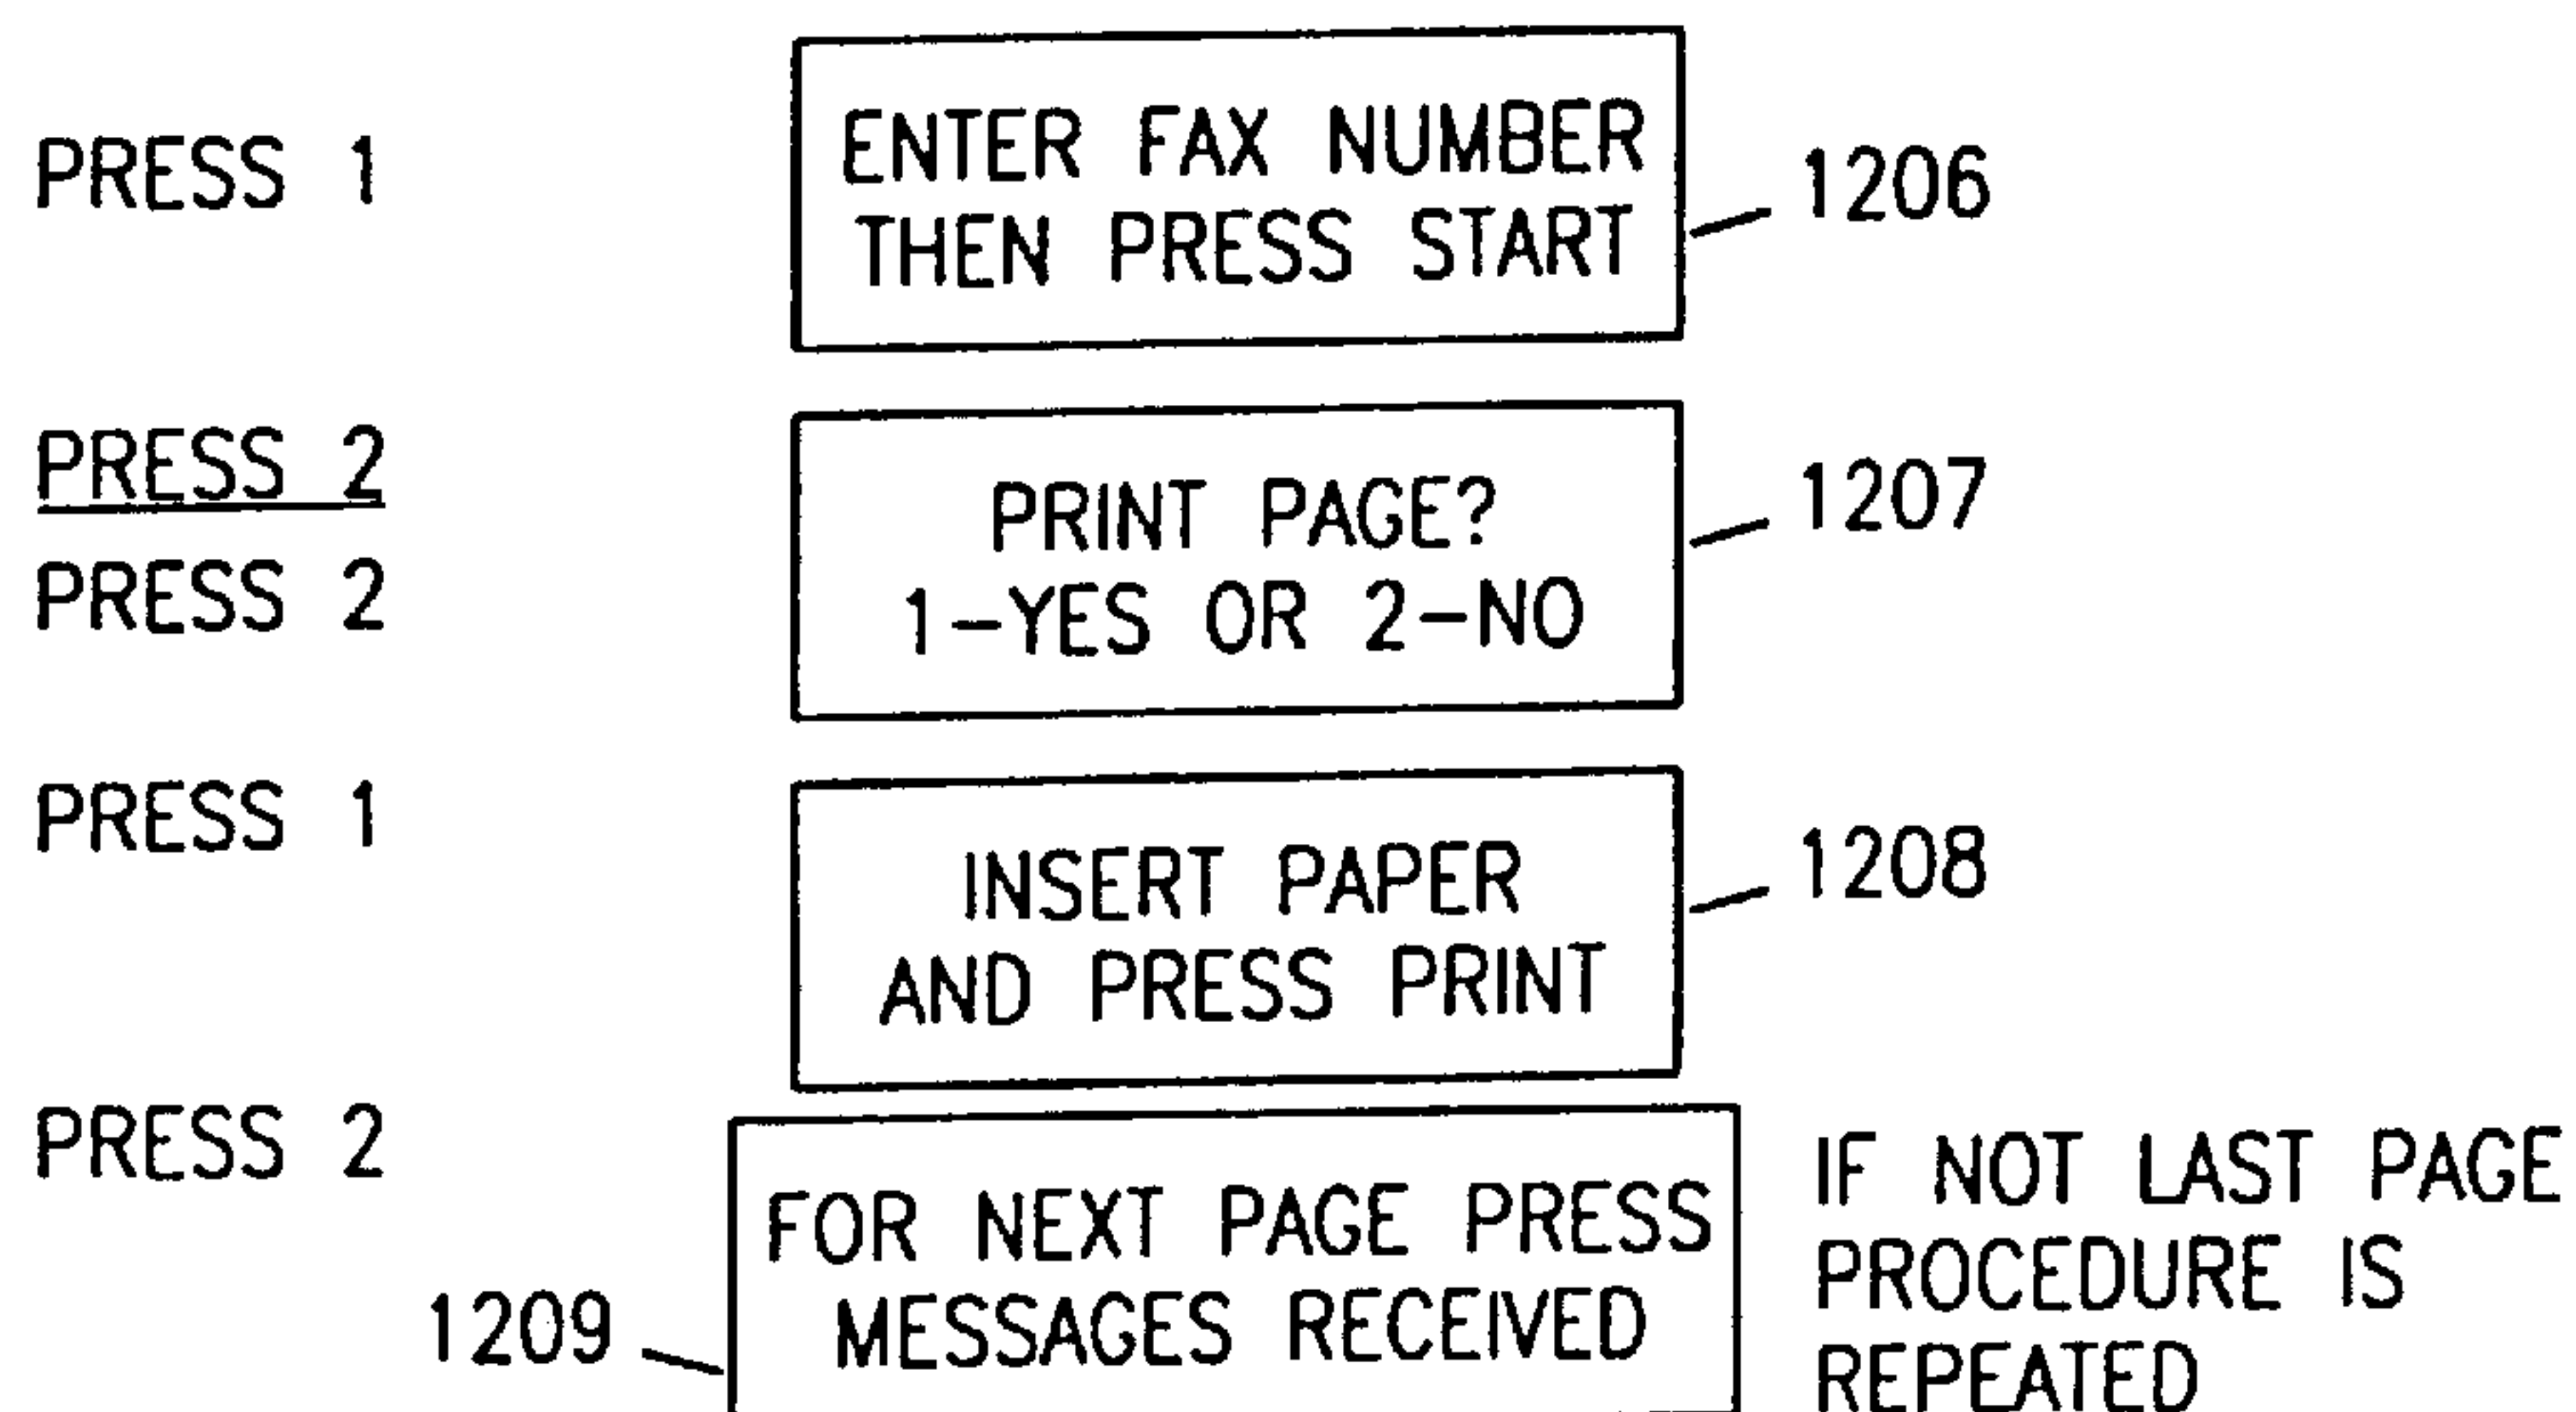 PRESS 1
ENTER FAX NUMBER
THEN PRESS START
1206
PRESS 2
PRESS 2
PRINT PAGE?
1-YES OR 2-NO
1207
PRESS 1
INSERT PAPER
AND PRESS PRINT
1208
PRESS 2
FOR NEXT PAGE PRESS
MESSAGES RECEIVED
1209
IF NOT LAST PAGE
PROCEDURE IS
REPEATED